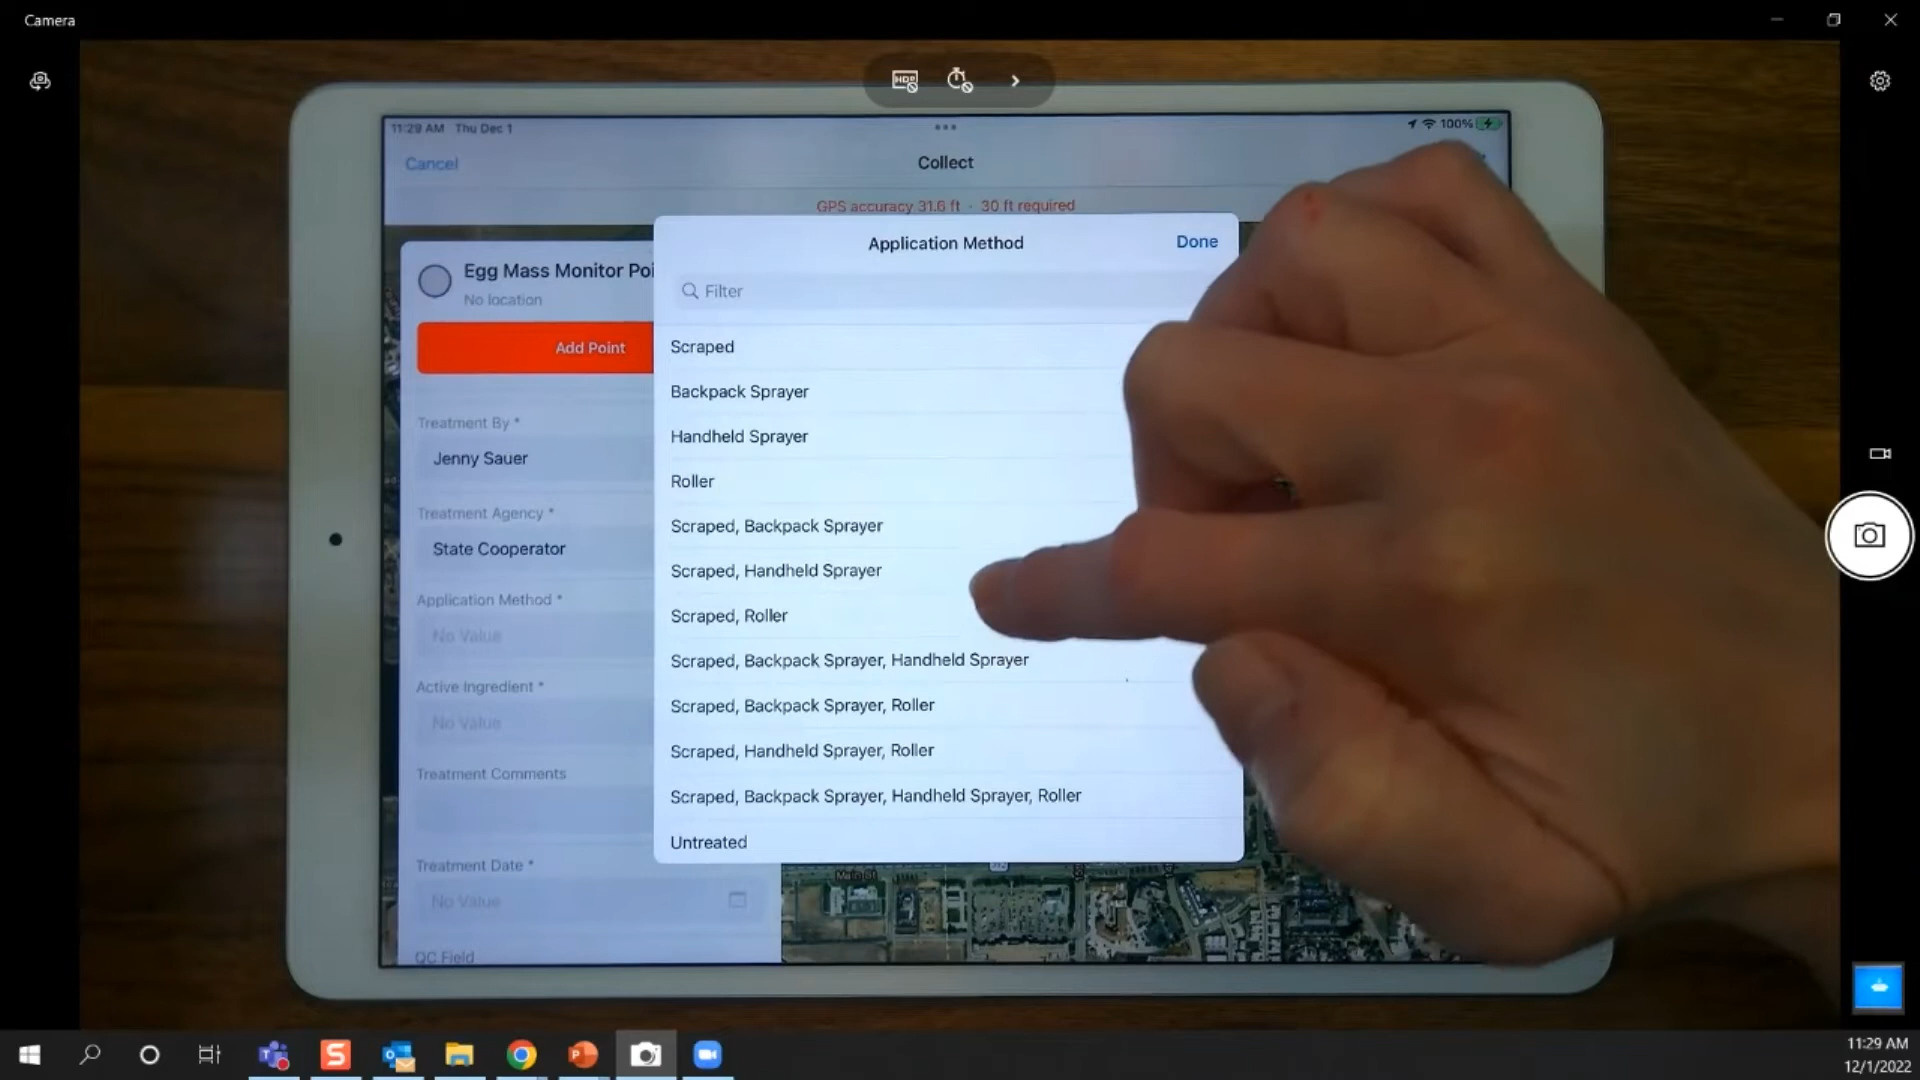 Camera
11:29 AM Thu Dec 1
100%
Cancel
Collect
GPS accuracy 31.6 ft · 30 ft required
Egg Mass Monitor Poi
No location
Add Point
Treatment By *
Jenny Sauer
Treatment Agency *
State Cooperator
Application Method *
No Value
Active Ingredient *
No Value
Treatment Comments
Treatment Date *
No Value
QC Field
Application Method
Done
Filter
Scraped
Backpack Sprayer
Handheld Sprayer
Roller
Scraped, Backpack Sprayer
Scraped, Handheld Sprayer
Scraped, Roller
Scraped, Backpack Sprayer, Handheld Sprayer
Scraped, Backpack Sprayer, Roller
Scraped, Handheld Sprayer, Roller
Scraped, Backpack Sprayer, Handheld Sprayer, Roller
Untreated
Main St
11:29 AM
12/1/2022